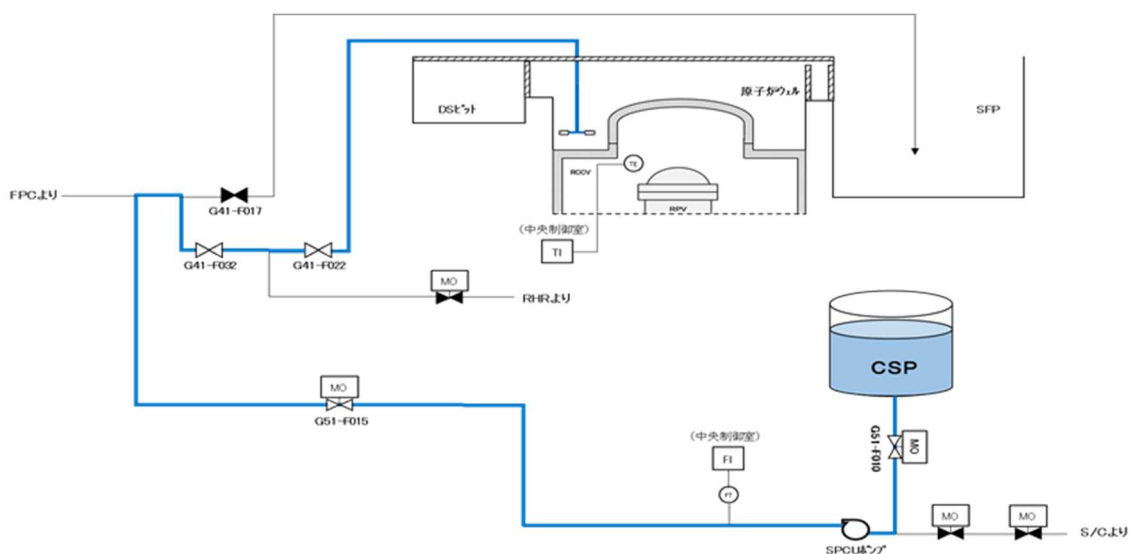 DSピット
原子炉ウェル
SFP
RCCV
TE
RPV
FPCより
G41-F017
(中央制御室)
TI
G41-F032
G41-F022
MO
RHRより
CSP
MO
G51-F015
(中央制御室)
FI
FT
G51-F010
MO
MO
MO
S/Cより
SPCUポンプ